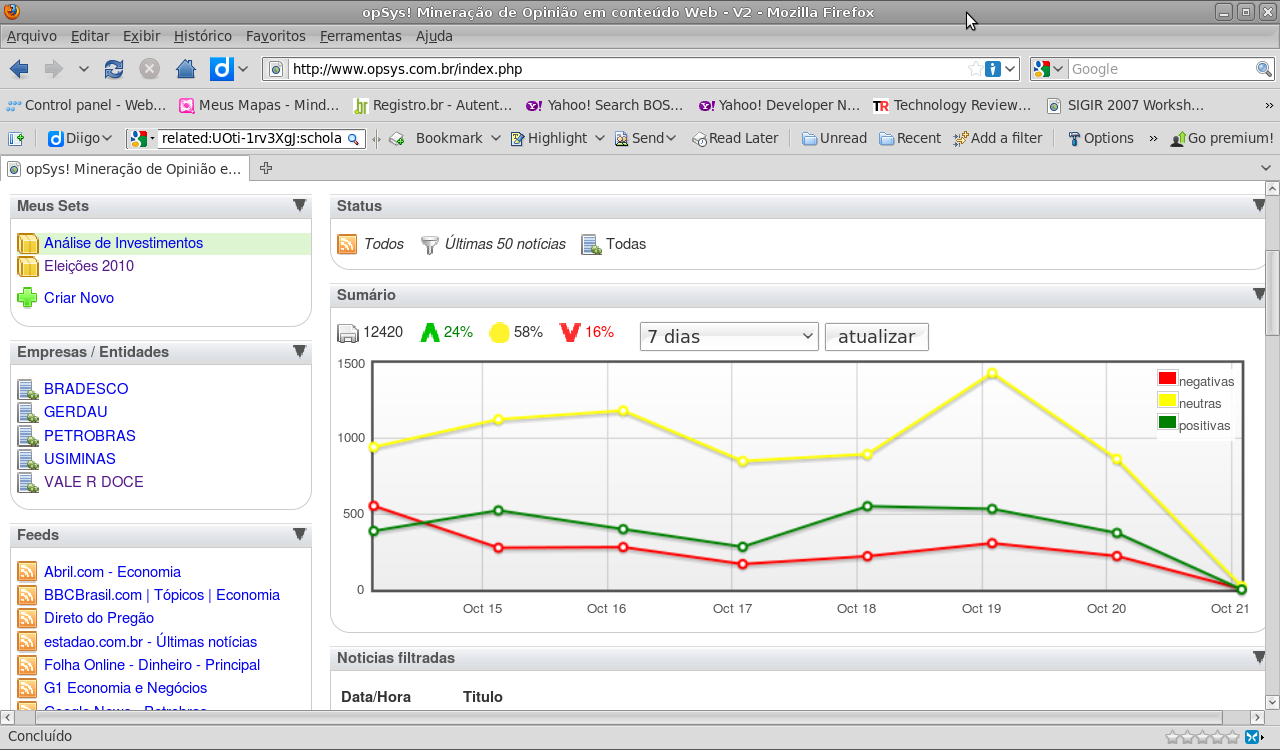 opSys! Mineração de Opinião em conteúdo Web - V2 - Mozilla Firefox
Arquivo Editar Exibir Histórico Favoritos Ferramentas Ajuda
http://www.opsys.com.br/index.php
Google
Control panel - Web... Meus Mapas - Mind... Registro.br - Autent... Yahoo! Search BOS... Yahoo! Developer N... TR Technology Review... SIGIR 2007 Worksh... »
Diigo related:UOti-1rv3XgJ:schola Bookmark Highlight Send Read Later Unread Recent Add a filter Options » Go premium!
opSys! Mineração de Opinião e...
Meus Sets
Análise de Investimentos
Eleições 2010
Criar Novo
Empresas / Entidades
BRADESCO
GERDAU
PETROBRAS
USIMINAS
VALE R DOCE
Feeds
Abril.com - Economia
BBCBrasil.com | Tópicos | Economia
Direto do Pregão
estadao.com.br - Últimas notícias
Folha Online - Dinheiro - Principal
G1 Economia e Negócios
Google News - Petrobras
Status
Todos Últimas 50 notícias Todas
Sumário
12420 24% 58% 16% 7 dias atualizar
1500
1000
500
0
negativas
neutras
positivas
Oct 15 Oct 16 Oct 17 Oct 18 Oct 19 Oct 20 Oct 21
Noticias filtradas
Data/Hora Titulo
Concluído